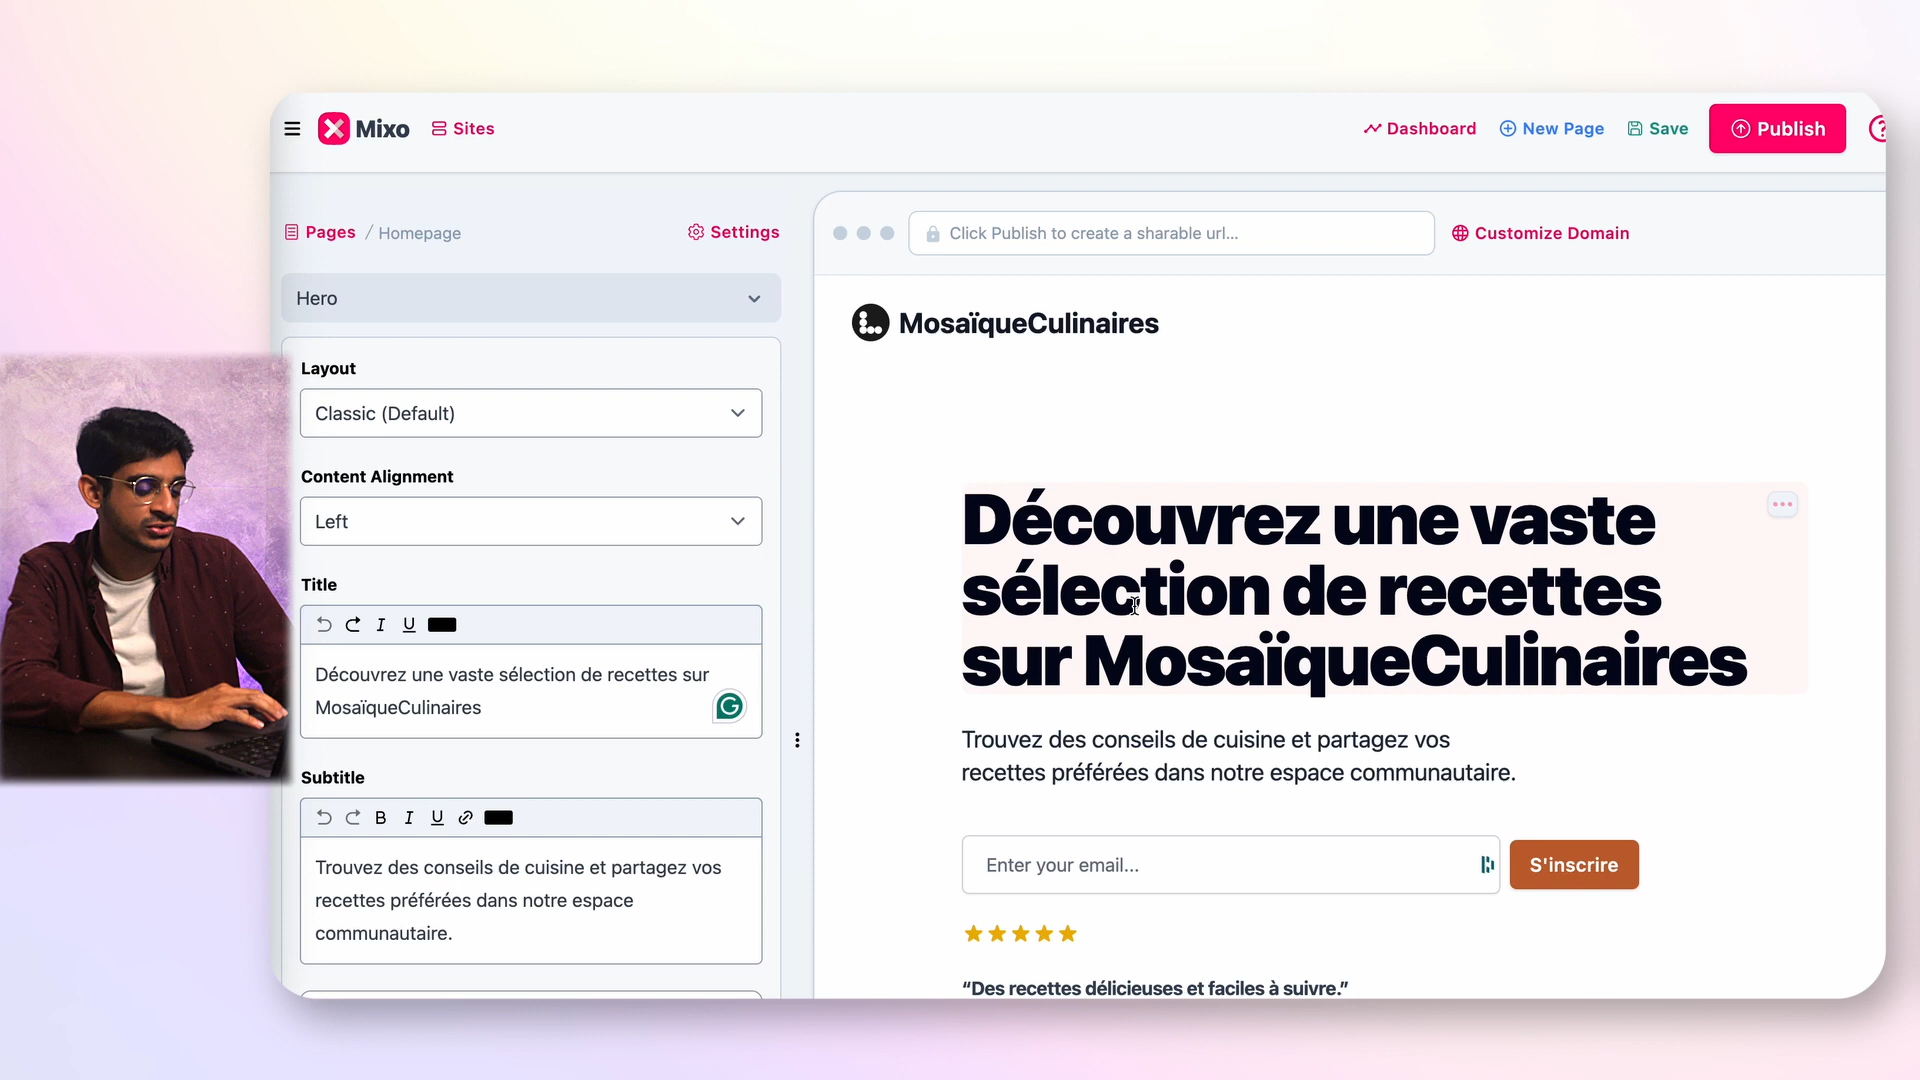 Mixo
Sites
Dashboard
New Page
Save
Publish
Pages / Homepage
Settings
Click Publish to create a sharable url...
Customize Domain
Hero
MosaïqueCulinaires
Layout
Classic (Default)
Content Alignment
Left
Title
I U
Découvrez une vaste sélection de recettes sur
MosaïqueCulinaires
Subtitle
B I U
Trouvez des conseils de cuisine et partagez vos
recettes préférées dans notre espace
communautaire.
Découvrez une vaste
sélection de recettes
sur MosaïqueCulinaires
Trouvez des conseils de cuisine et partagez vos
recettes préférées dans notre espace communautaire.
Enter your email...
S'inscrire
“Des recettes délicieuses et faciles à suivre.”